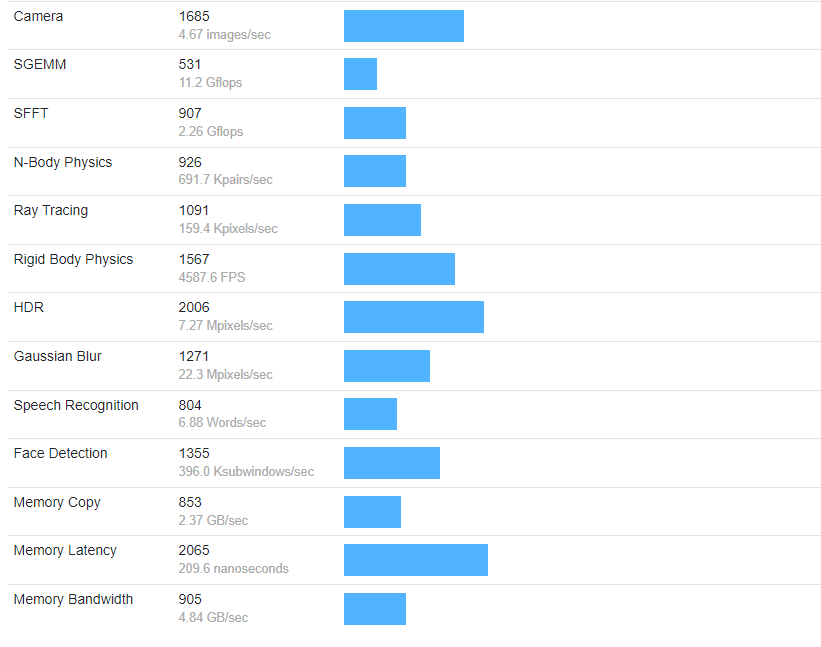 Camera
1685
4.67 images/sec
SGEMM
531
11.2 Gflops
SFFT
907
2.26 Gflops
N-Body Physics
926
691.7 Kpairs/sec
Ray Tracing
1091
159.4 Kpixels/sec
Rigid Body Physics
1567
4587.6 FPS
HDR
2006
7.27 Mpixels/sec
Gaussian Blur
1271
22.3 Mpixels/sec
Speech Recognition
804
6.88 Words/sec
Face Detection
1355
396.0 Ksubwindows/sec
Memory Copy
853
2.37 GB/sec
Memory Latency
2065
209.6 nanoseconds
Memory Bandwidth
905
4.84 GB/sec